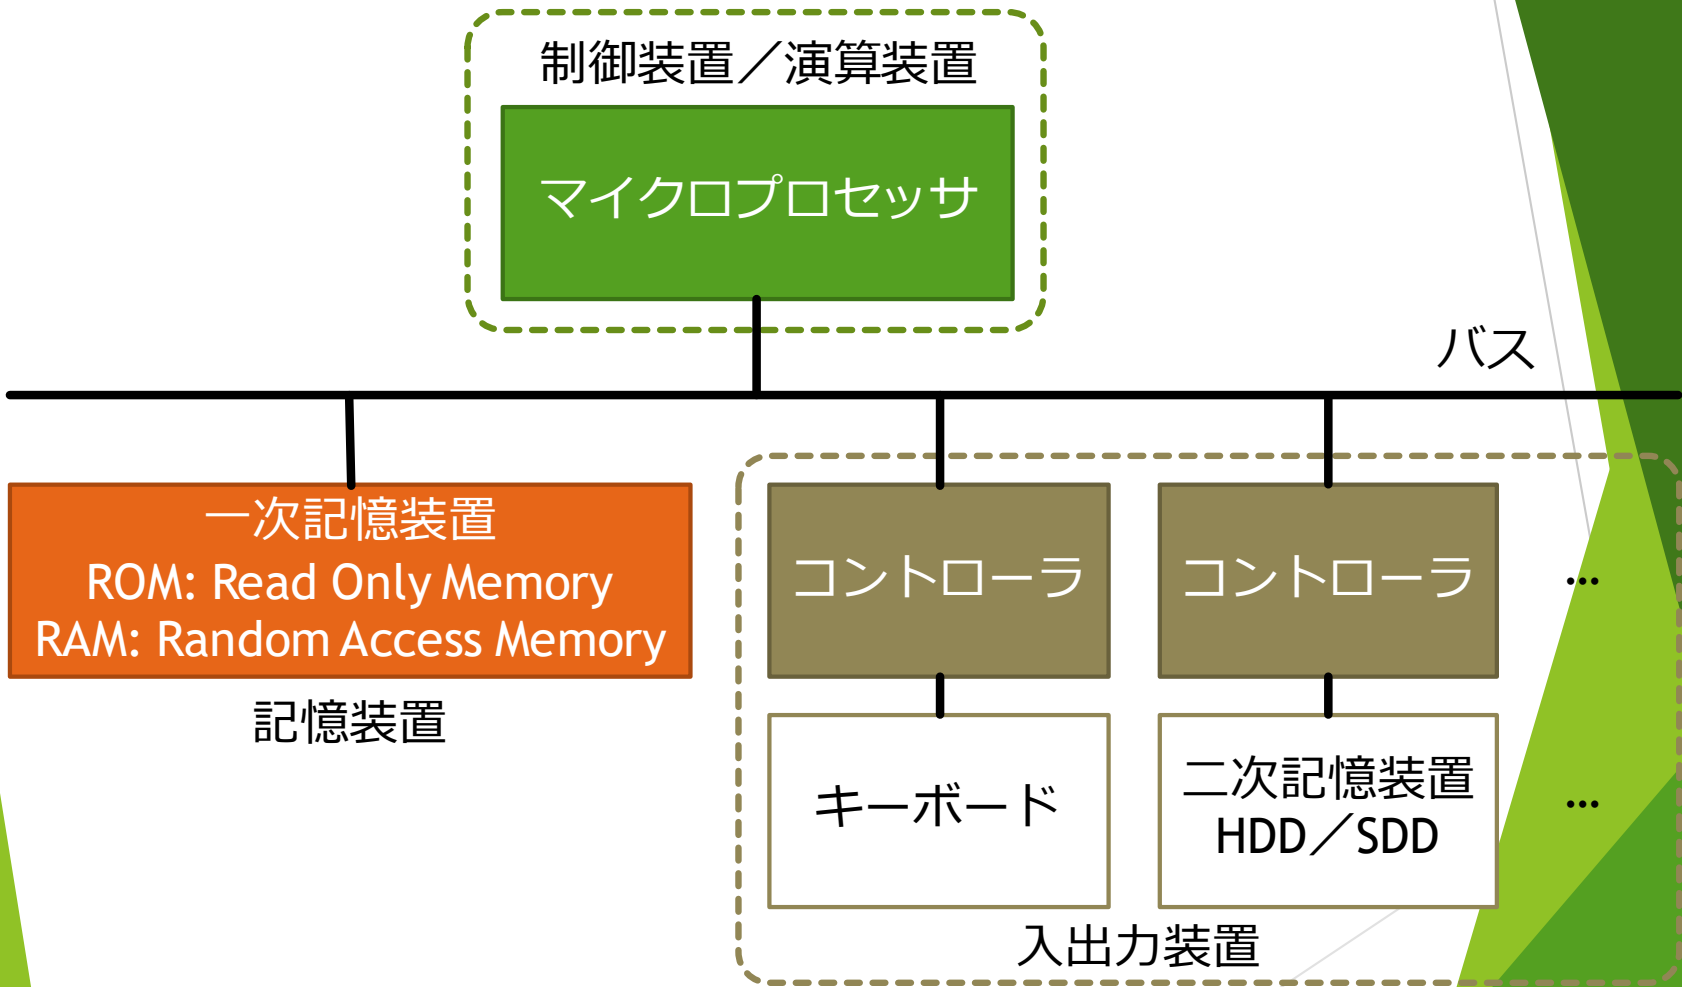 制御装置／演算装置
マイクロプロセッサ
バス
一次記憶装置
ROM: Read Only Memory
RAM: Random Access Memory
記憶装置
コントローラ
コントローラ
...
キーボード
二次記憶装置
HDD／SDD
...
入出力装置